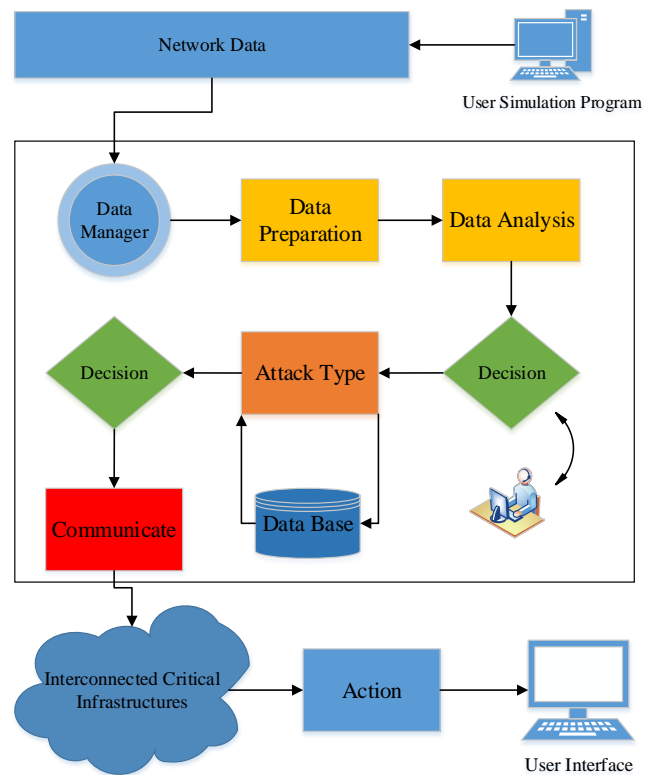 Network Data
User Simulation Program
Data
Manager
Data
Preparation
Data Analysis
Decision
Attack Type
Decision
Data Base
Communicate
Interconnected Critical
Infrastructures
Action
User Interface